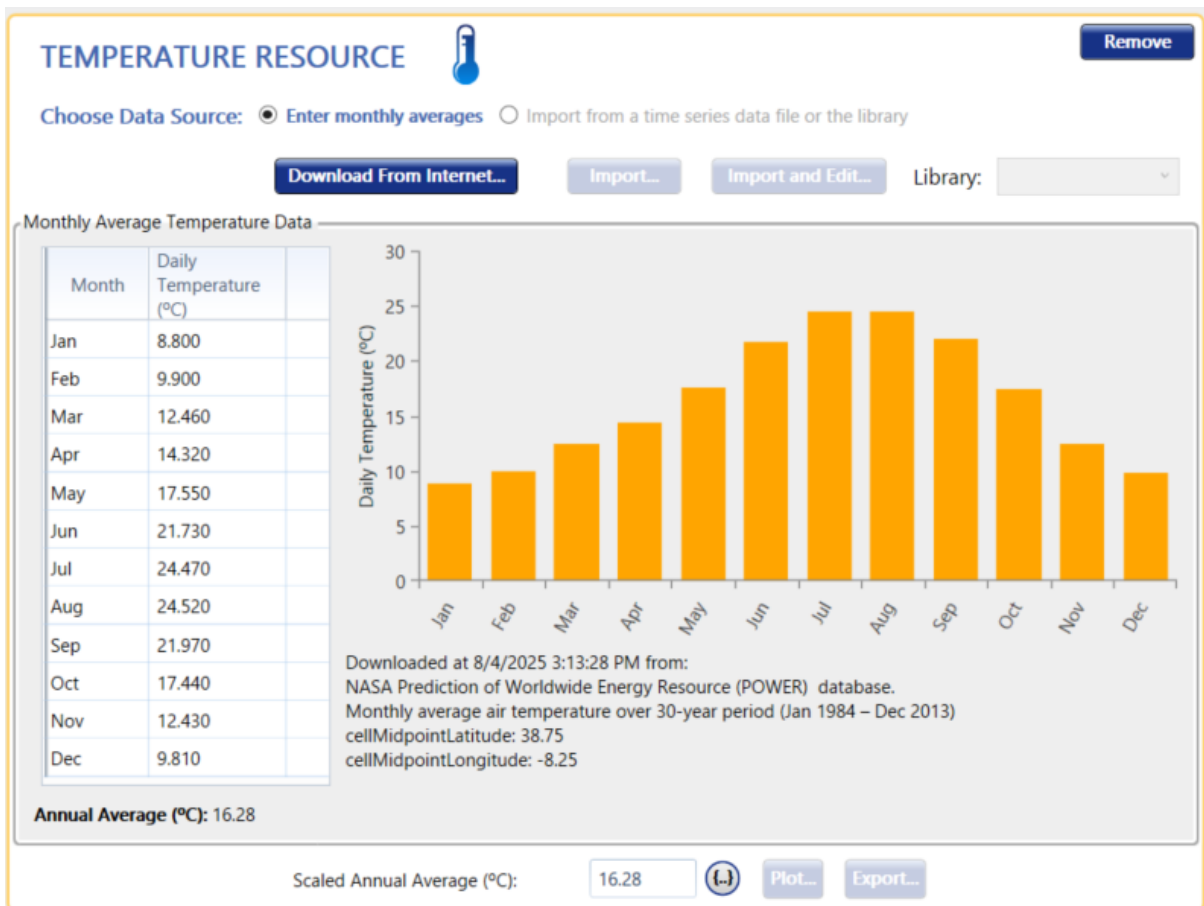 TEMPERATURE RESOURCE
Remove
Choose Data Source: Enter monthly averages Import from a time series data file or the library
Download From Internet... Import... Import and Edit... Library:
Monthly Average Temperature Data
Month Daily Temperature (ºC)
Jan 8.800
Feb 9.900
Mar 12.460
Apr 14.320
May 17.550
Jun 21.730
Jul 24.470
Aug 24.520
Sep 21.970
Oct 17.440
Nov 12.430
Dec 9.810
Annual Average (ºC): 16.28
Daily Temperature (ºC)
30
25
20
15
10
5
0
Jan Feb Mar Apr May Jun Jul Aug Sep Oct Nov Dec
Downloaded at 8/4/2025 3:13:28 PM from:
NASA Prediction of Worldwide Energy Resource (POWER) database.
Monthly average air temperature over 30-year period (Jan 1984 – Dec 2013)
cellMidpointLatitude: 38.75
cellMidpointLongitude: -8.25
Scaled Annual Average (ºC): 16.28 {..} Plot... Export...